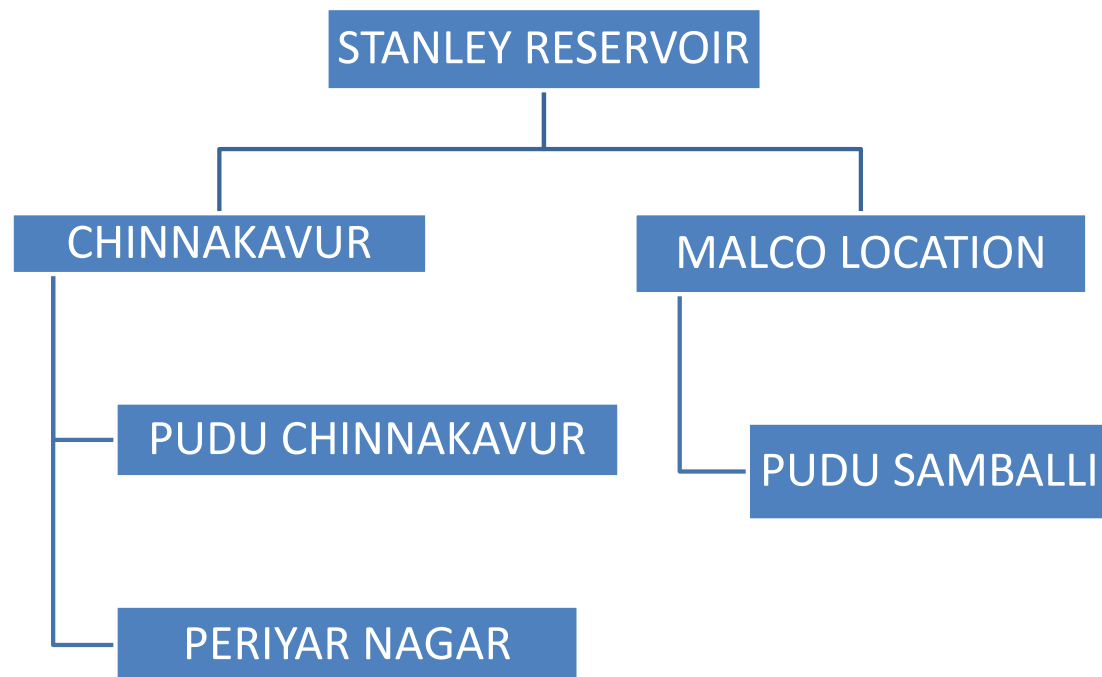 STANLEY RESERVOIR
CHINNAKAVUR
MALCO LOCATION
PUDU CHINNAKAVUR
PUDU SAMBALLI
PERIYAR NAGAR